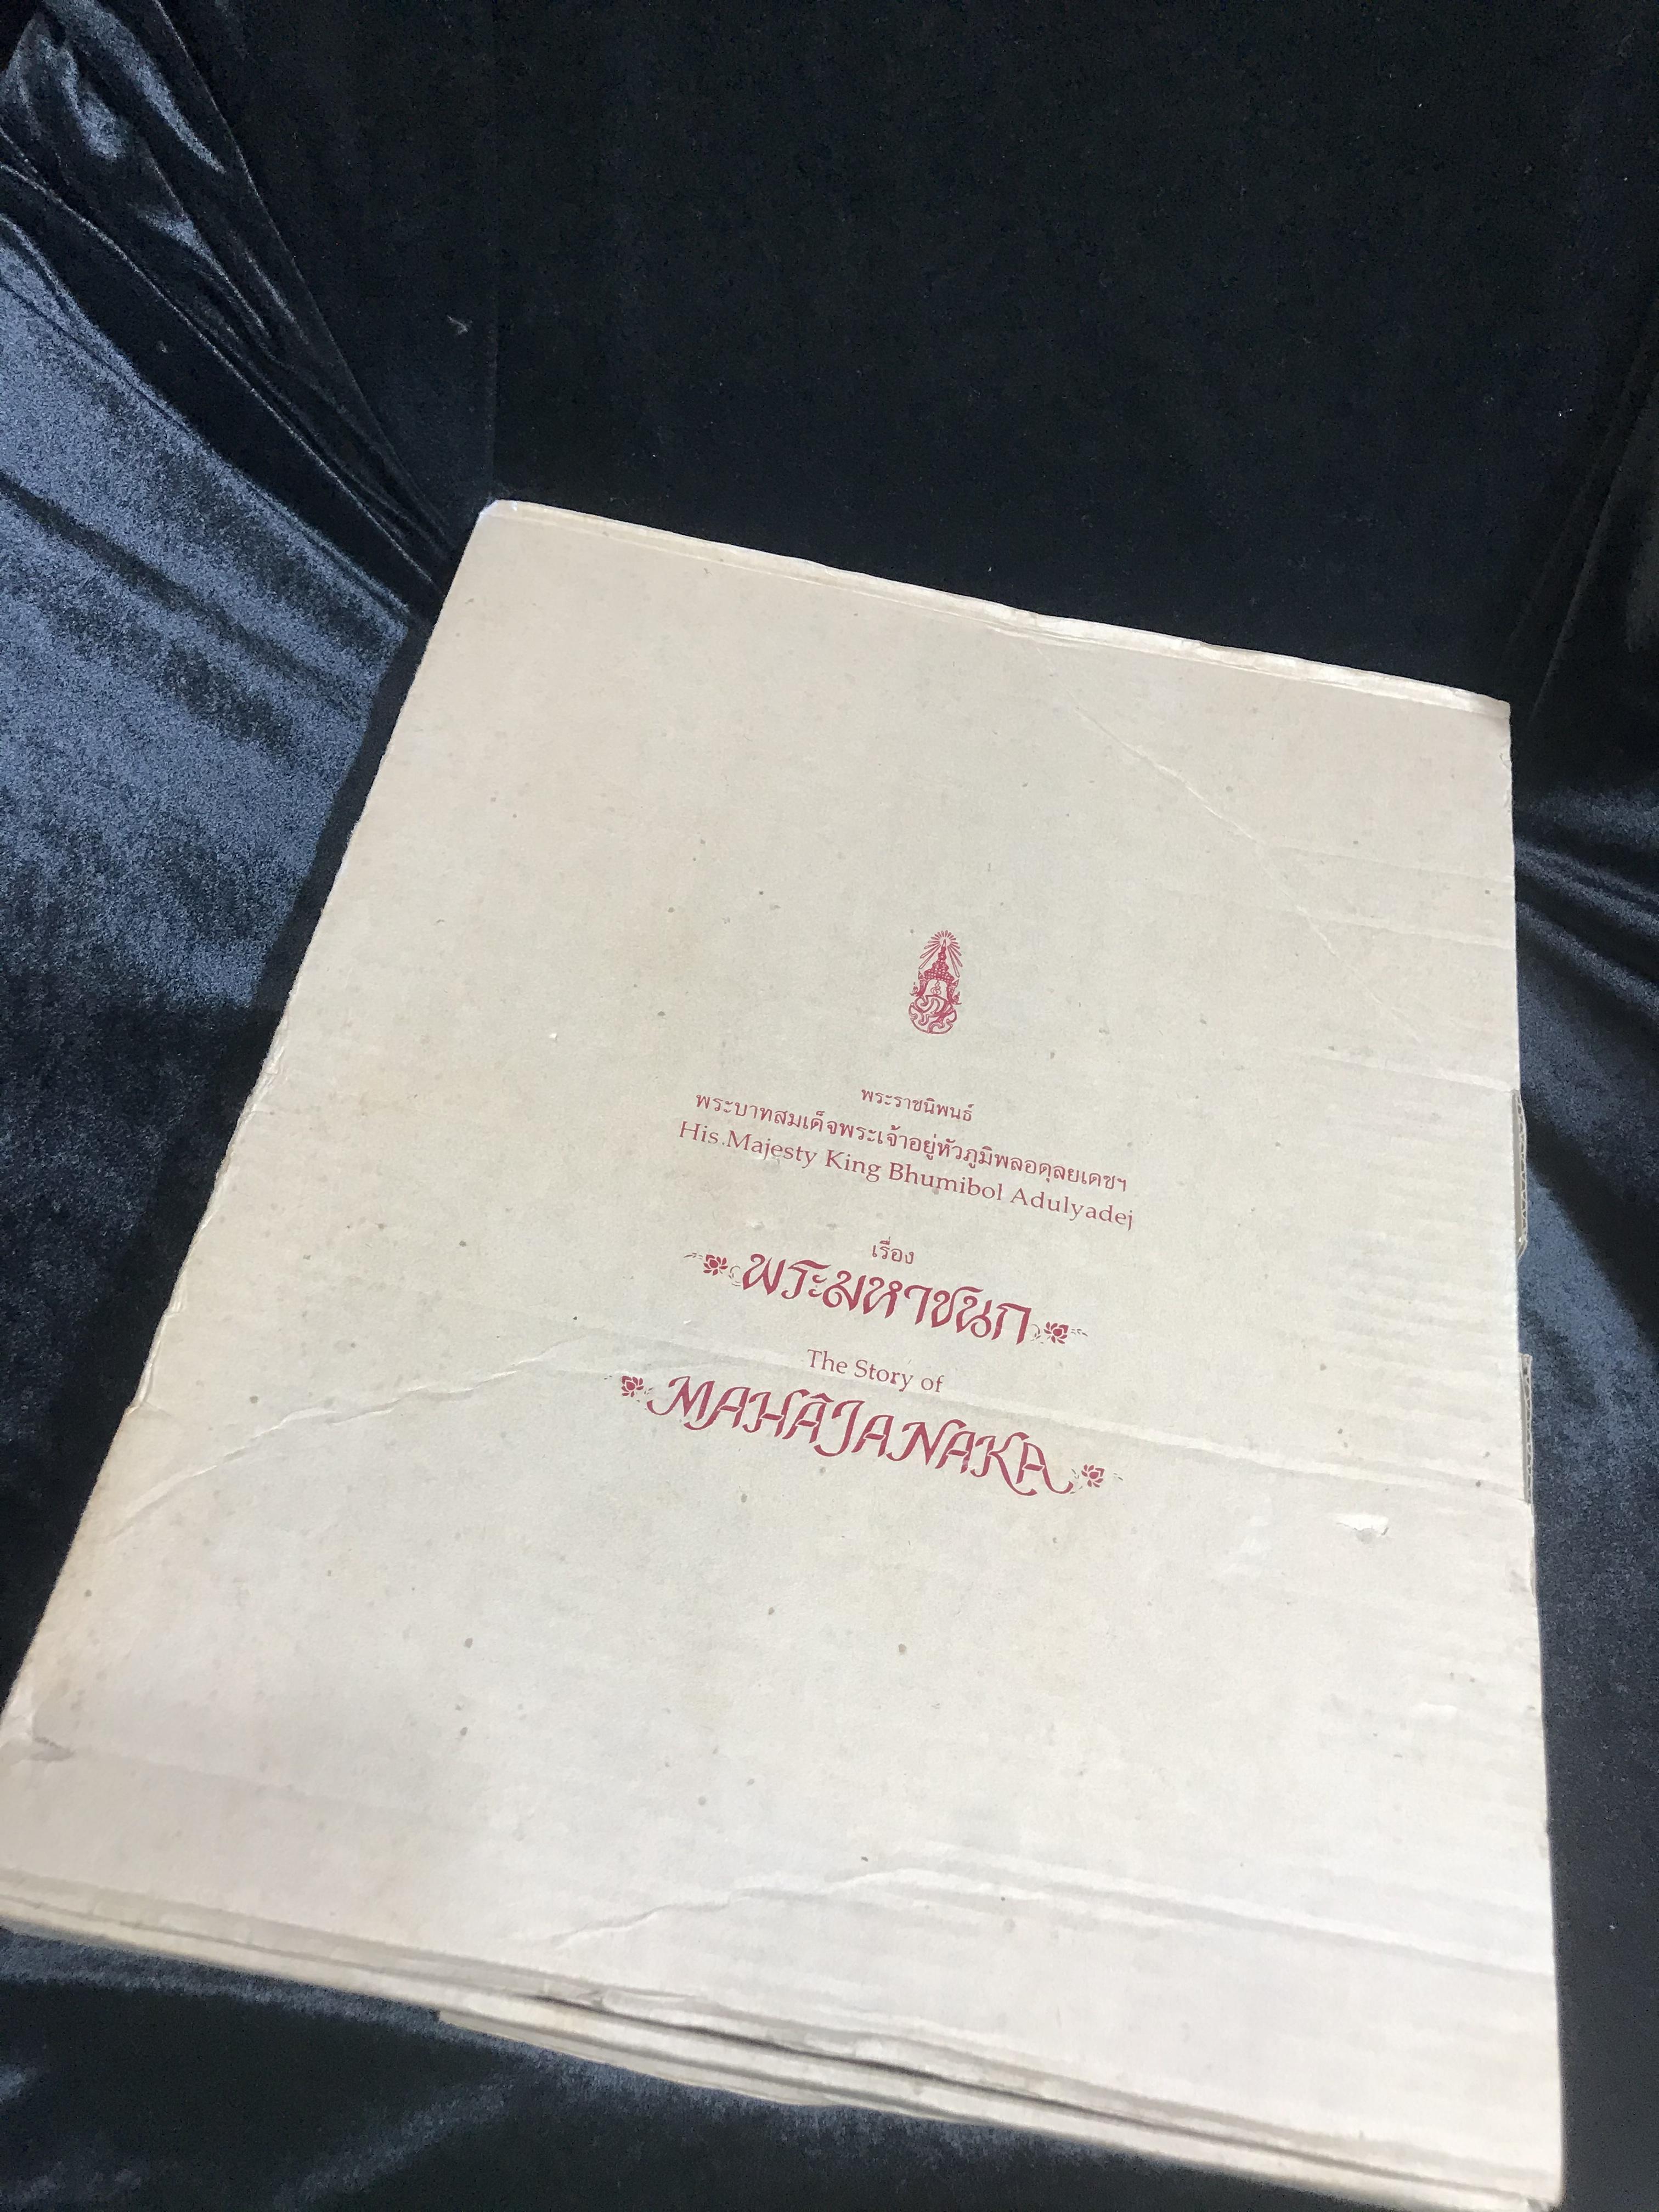 พระราชนิพนธ์
พระบาทสมเด็จพระเจ้าอยู่หัวภูมิพลอดุลยเดชฯ
His Majesty King Bhumibol Adulyadej
เรื่อง
พระมหาชนก
The Story of
MAHÂJANAKA